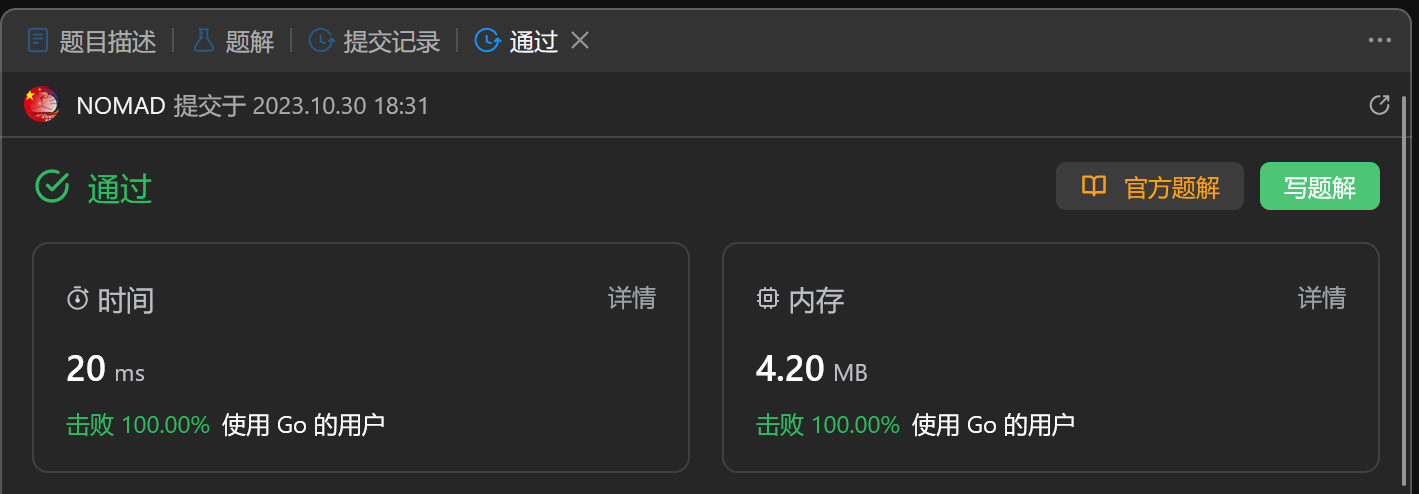 题目描述 题解 提交记录 通过
NOMAD 提交于 2023.10.30 18:31
通过 官方题解 写题解
时间 详情
20 ms
击败 100.00% 使用 Go 的用户
内存 详情
4.20 MB
击败 100.00% 使用 Go 的用户